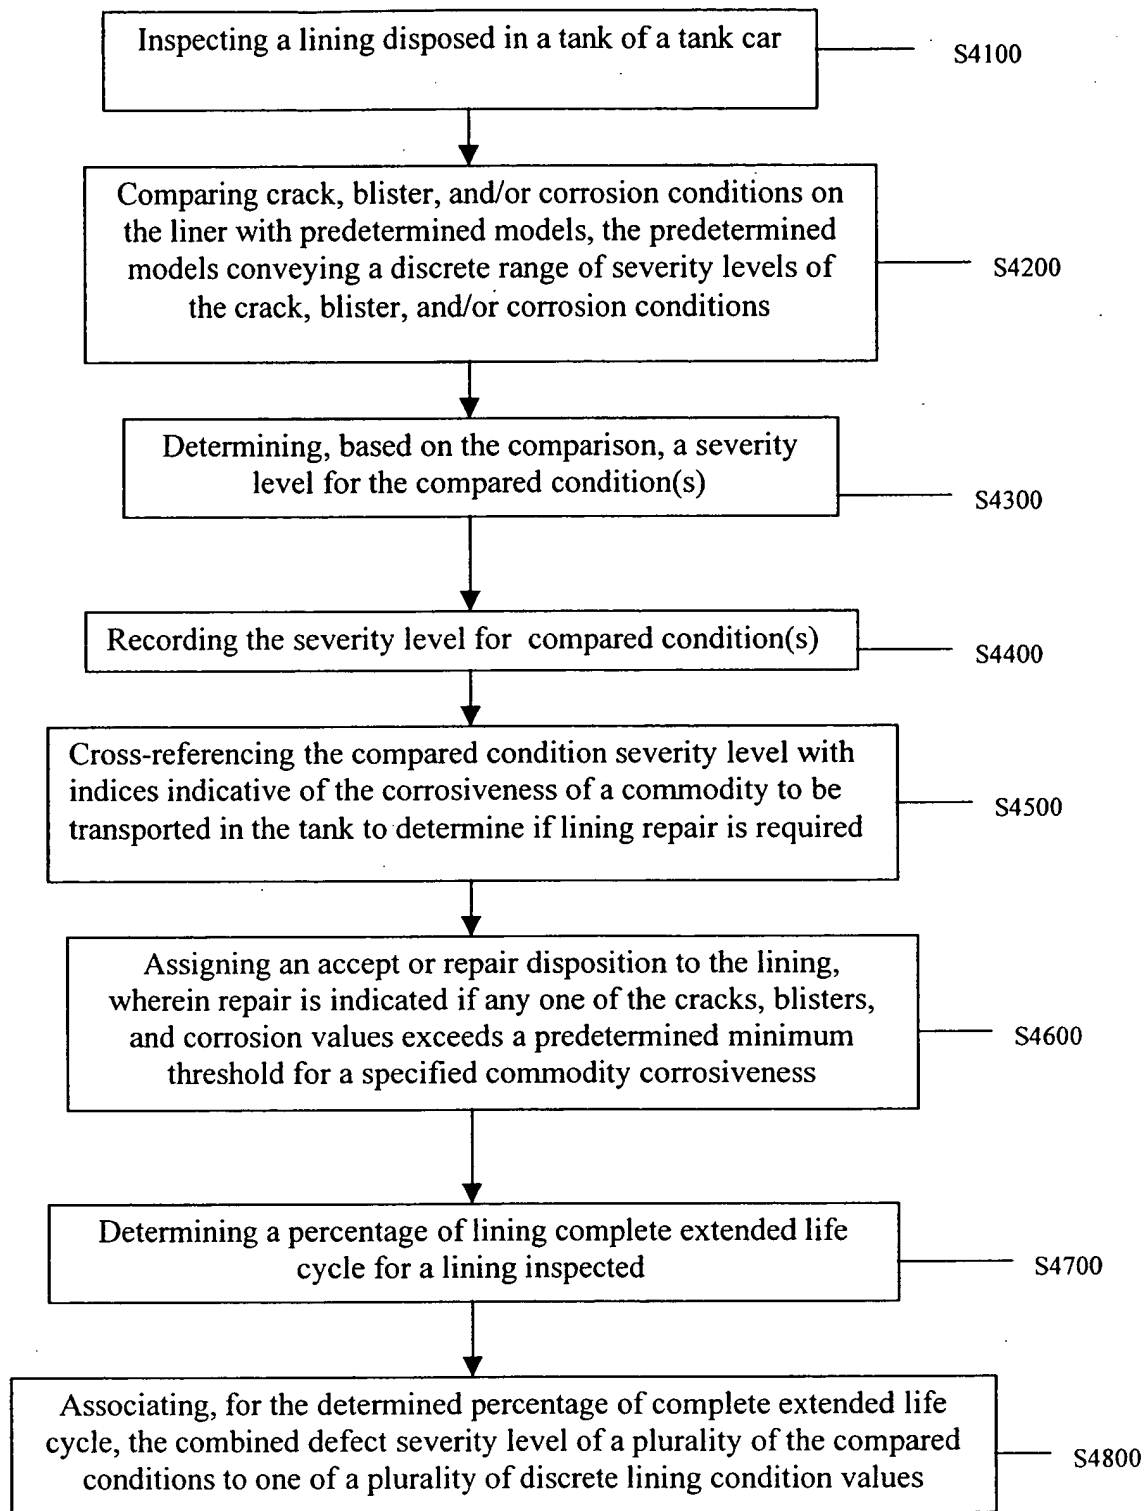 Inspecting a lining disposed in a tank of a tank car
S4100
Comparing crack, blister, and/or corrosion conditions on
the liner with predetermined models, the predetermined
models conveying a discrete range of severity levels of
the crack, blister, and/or corrosion conditions
S4200
Determining, based on the comparison, a severity
level for the compared condition(s)
S4300
Recording the severity level for compared condition(s)
S4400
Cross-referencing the compared condition severity level with
indices indicative of the corrosiveness of a commodity to be
transported in the tank to determine if lining repair is required
S4500
Assigning an accept or repair disposition to the lining,
wherein repair is indicated if any one of the cracks, blisters,
and corrosion values exceeds a predetermined minimum
threshold for a specified commodity corrosiveness
S4600
Determining a percentage of lining complete extended life
cycle for a lining inspected
S4700
Associating, for the determined percentage of complete extended life
cycle, the combined defect severity level of a plurality of the compared
conditions to one of a plurality of discrete lining condition values
S4800